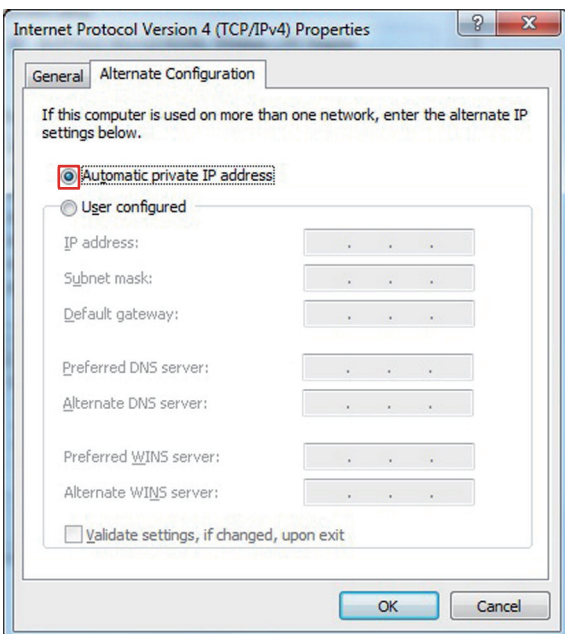 Internet Protocol Version 4 (TCP/IPv4) Properties
General
Alternate Configuration
If this computer is used on more than one network, enter the alternate IP
settings below.
Automatic private IP address
User configured
IP address:
Subnet mask:
Default gateway:
Preferred DNS server:
Alternate DNS server:
Preferred WINS server:
Alternate WINS server:
Validate settings, if changed, upon exit
OK
Cancel